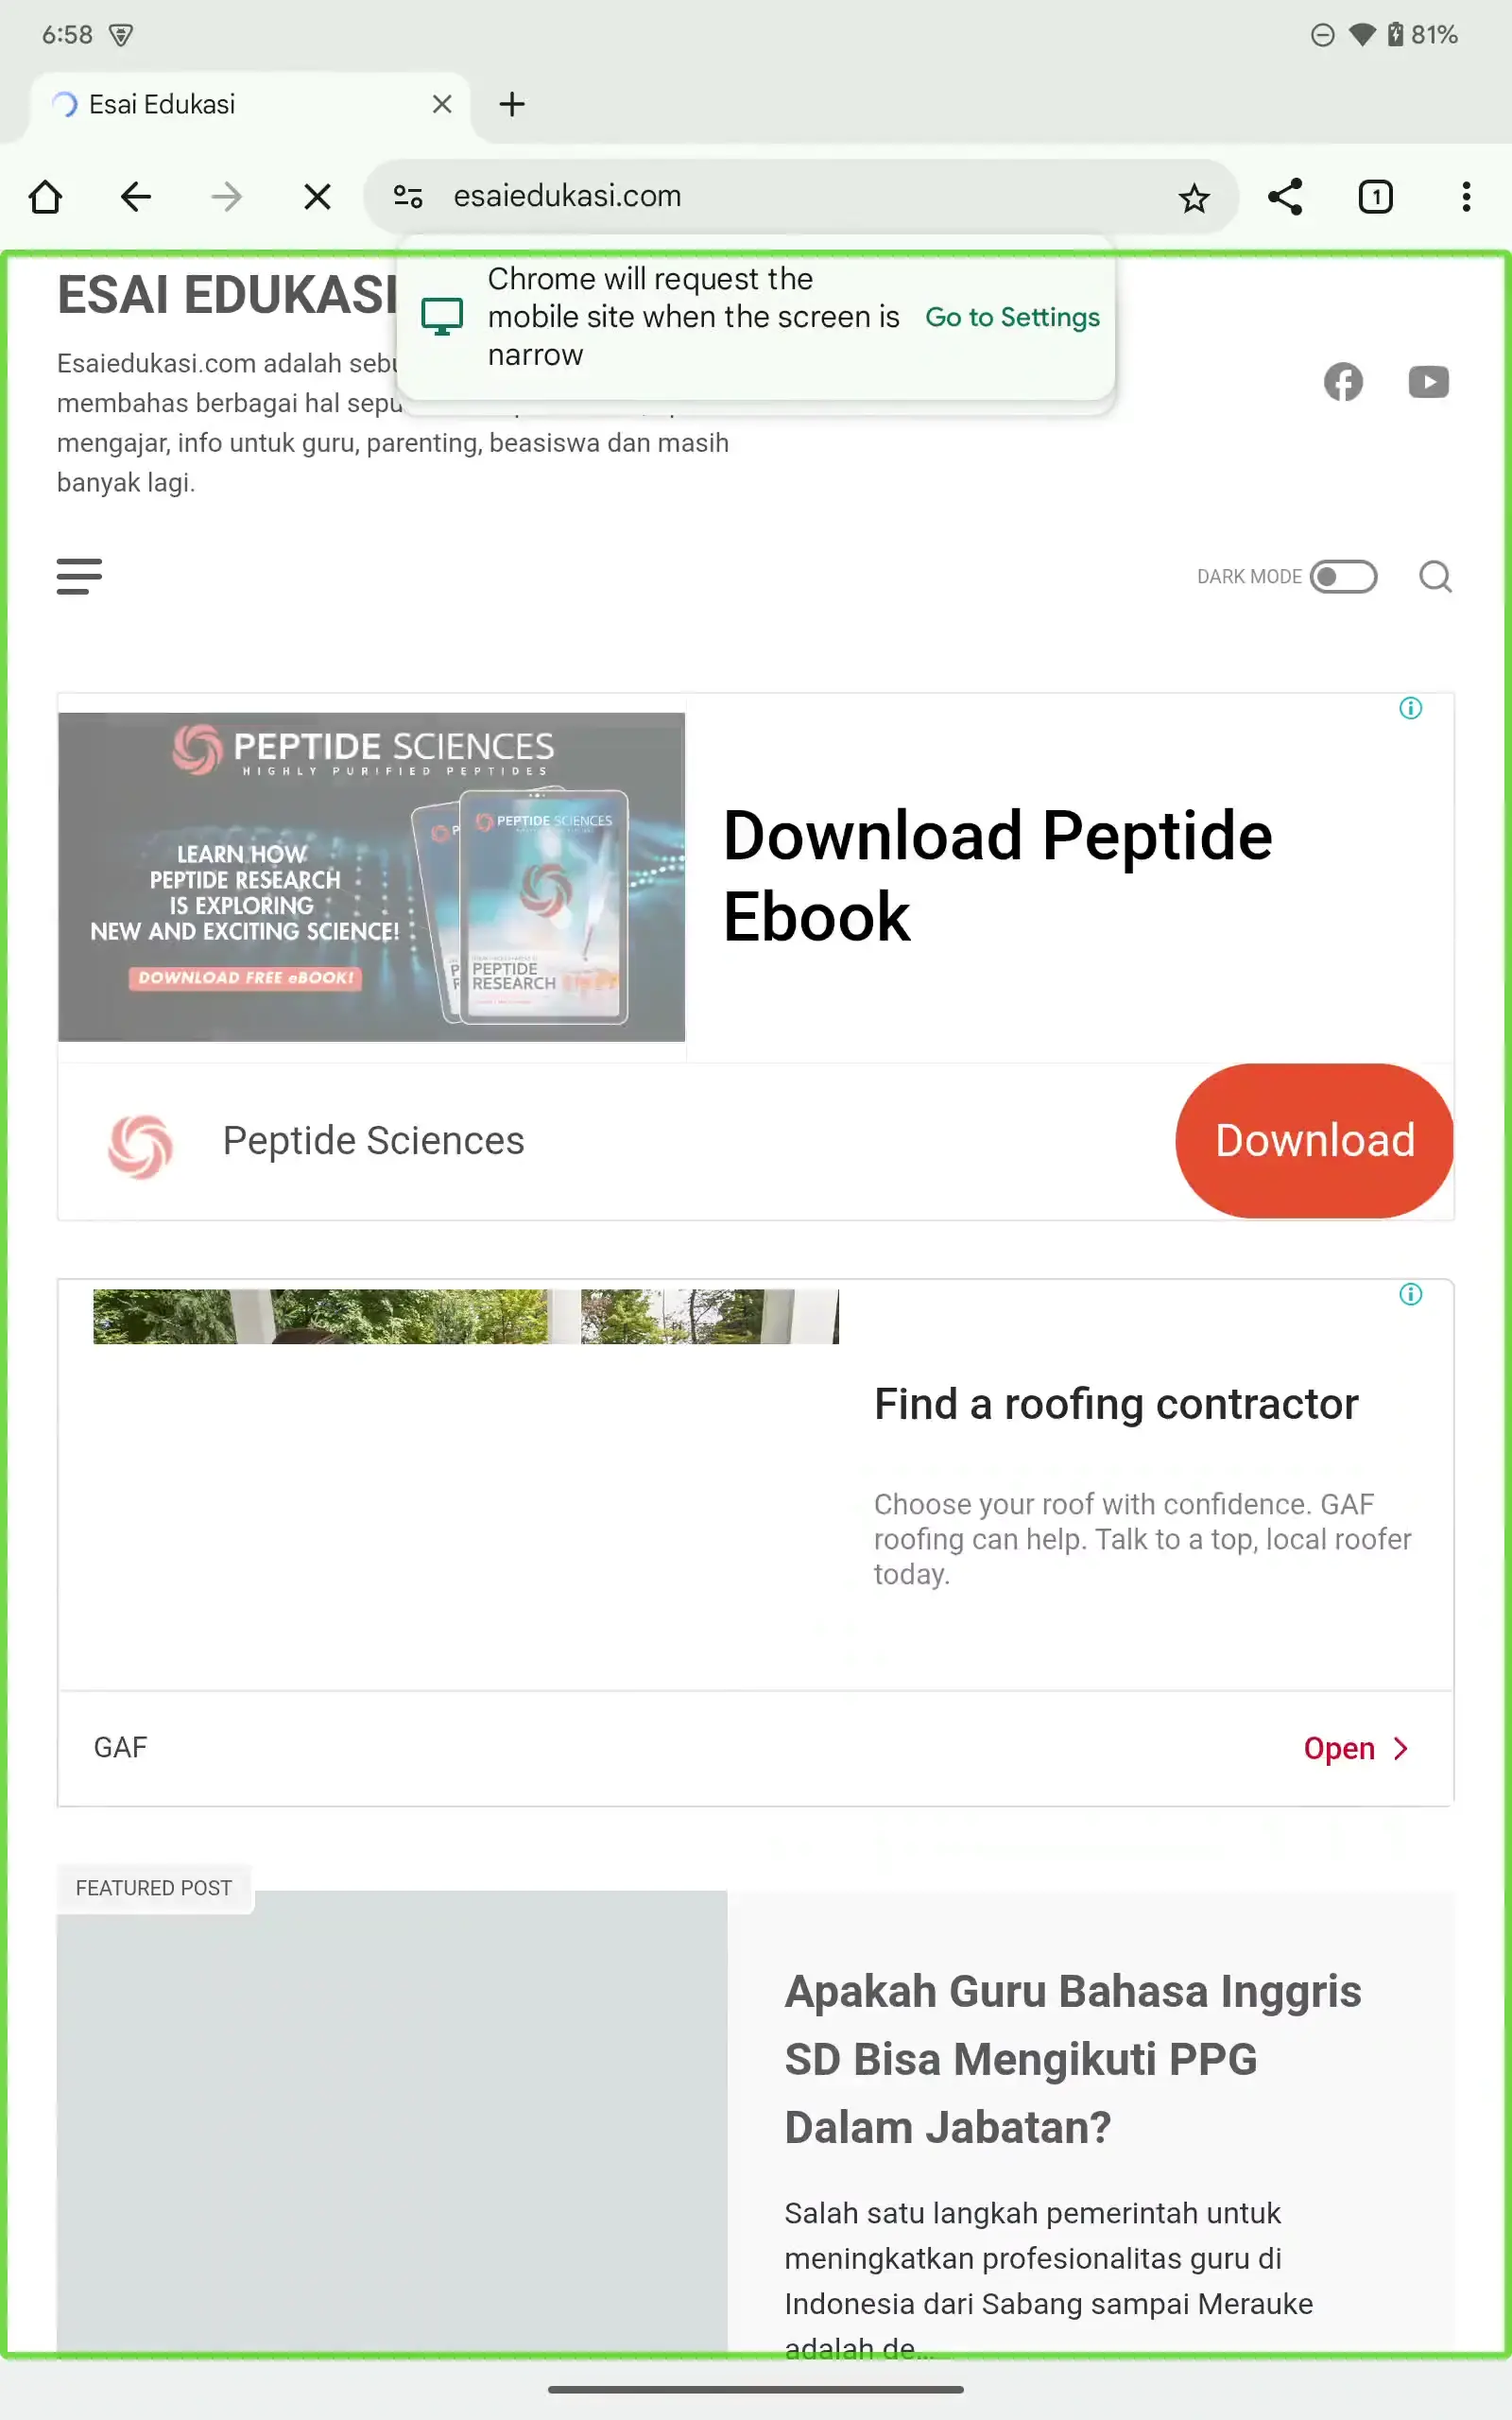 6:58
81%
Esai Edukasi
esaiedukasi.com
1
Chrome will request the
mobile site when the screen is
narrow
Go to Settings
ESAI EDUKASI
Esaiedukasi.com adalah
membahas berbagai hal
mengajar, info untuk guru, parenting, beasiswa dan masih
banyak lagi.
DARK MODE
PEPTIDE SCIENCES
HIGHLY PURIFIED PEPTIDES
LEARN HOW
PEPTIDE RESEARCH
IS EXPLORING
NEW AND EXCITING SCIENCE!
DOWNLOAD FREE eBOOK!
PEPTIDE SCIENCES
PEPTIDE
RESEARCH
Download Peptide
Ebook
Peptide Sciences
Download
Find a roofing contractor
Choose your roof with confidence. GAF
roofing can help. Talk to a top, local roofer
today.
GAF
Open
FEATURED POST
Apakah Guru Bahasa Inggris
SD Bisa Mengikuti PPG
Dalam Jabatan?
Salah satu langkah pemerintah untuk
meningkatkan profesionalitas guru di
Indonesia dari Sabang sampai Merauke
adalah de...